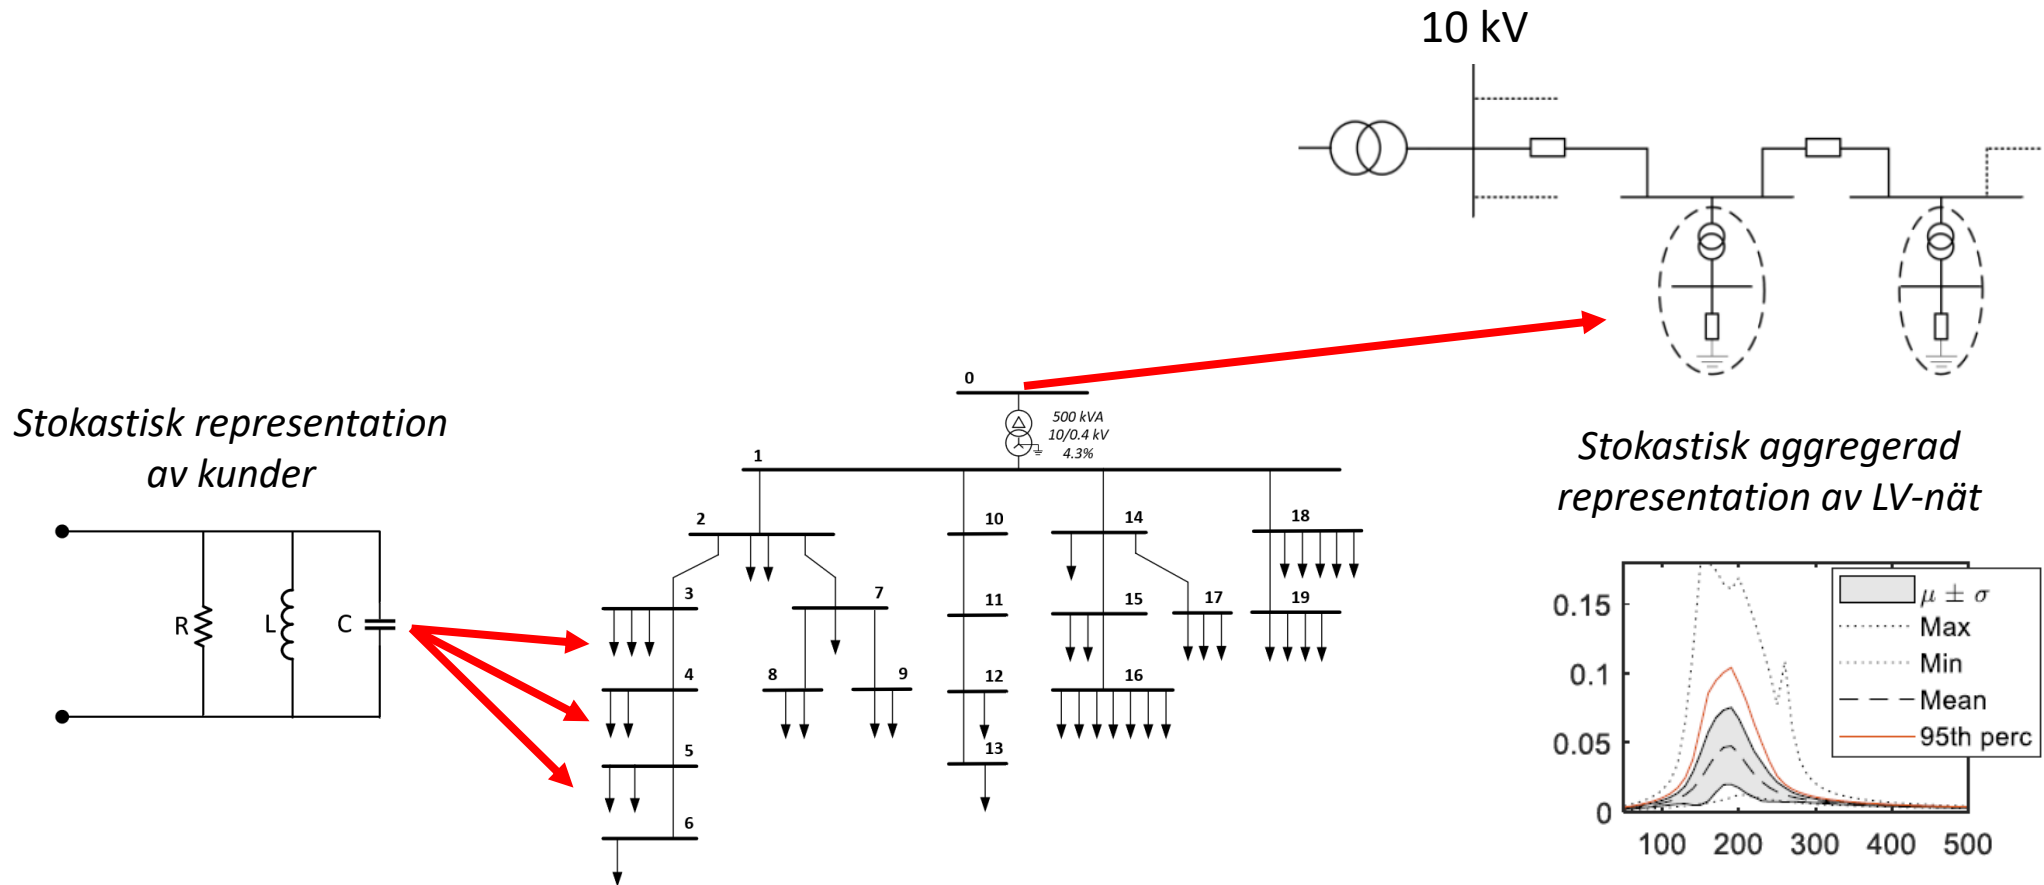 10 kV
Stokastisk representation
av kunder
R
L
C
0
500 kVA
10/0.4 kV
4.3%
1
2
3
4
5
6
7
8
9
10
11
12
13
14
15
16
17
18
19
Stokastisk aggregerad
representation av LV-nät
0.15
0.1
0.05
0
100 200 300 400 500
μ ± σ
Max
Min
Mean
95th perc